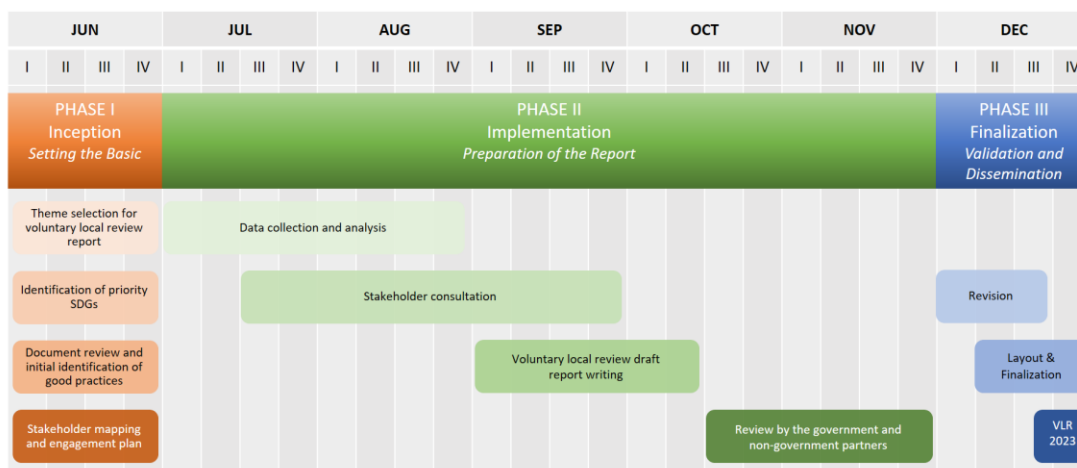 JUN JUL AUG SEP OCT NOV DEC
I II III IV I II III IV I II III IV I II III IV I II III IV I II III IV I II III IV
PHASE I
Inception
Setting the Basic
PHASE II
Implementation
Preparation of the Report
PHASE III
Finalization
Validation and
Dissemination
Theme selection for
voluntary local review
report
Data collection and analysis
Identification of priority
SDGs
Stakeholder consultation
Revision
Document review and
initial identification of
good practices
Voluntary local review draft
report writing
Layout &
Finalization
Stakeholder mapping
and engagement plan
Review by the government and
non-government partners
VLR
2023